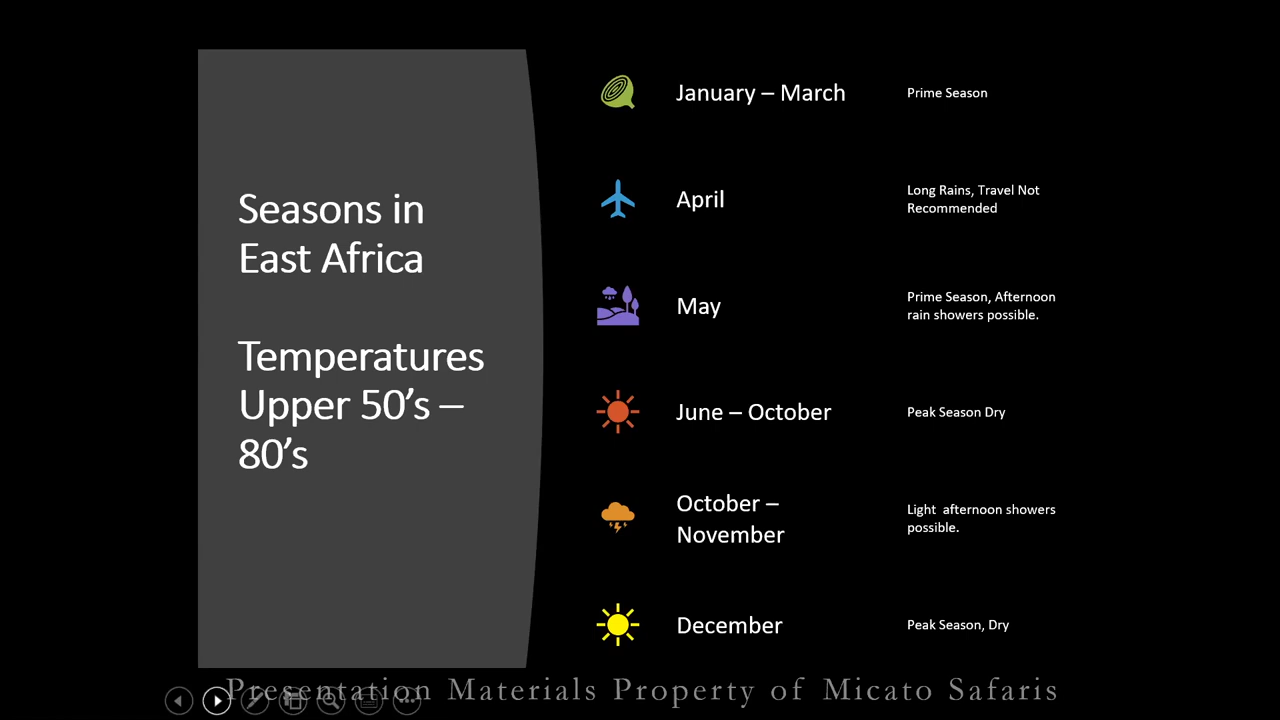 Seasons in
East Africa
Temperatures
Upper 50’s –
80’s
January – March
Prime Season
April
Long Rains, Travel Not
Recommended
May
Prime Season, Afternoon
rain showers possible.
June – October
Peak Season Dry
October –
November
Light  afternoon showers
possible.
December
Peak Season, Dry
Presentation Materials Property of Micato Safaris